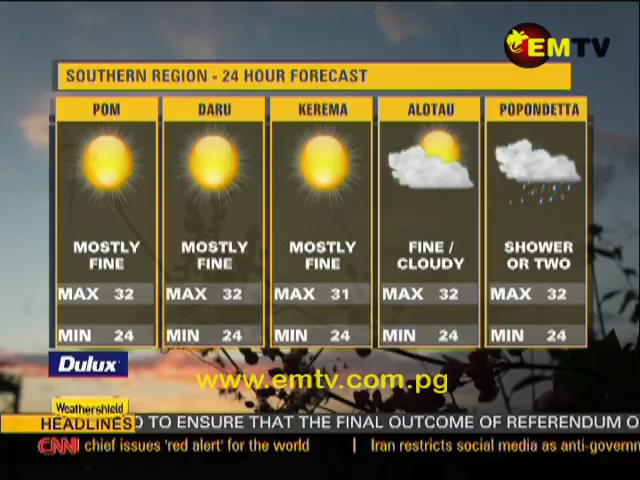 EMTV
SOUTHERN REGION - 24 HOUR FORECAST
POM
MOSTLY
FINE
MAX 32
MIN 24
DARU
MOSTLY
FINE
MAX 32
MIN 24
KEREMA
MOSTLY
FINE
MAX 31
MIN 24
ALOTAU
FINE /
CLOUDY
MAX 32
MIN 24
POPONDETTA
SHOWER
OR TWO
MAX 32
MIN 24
Dulux
www.emtv.com.pg
Weathershield
HEADLINES TO ENSURE THAT THE FINAL OUTCOME OF REFERENDUM
CNN chief issues 'red alert' for the world | Iran restricts social media as